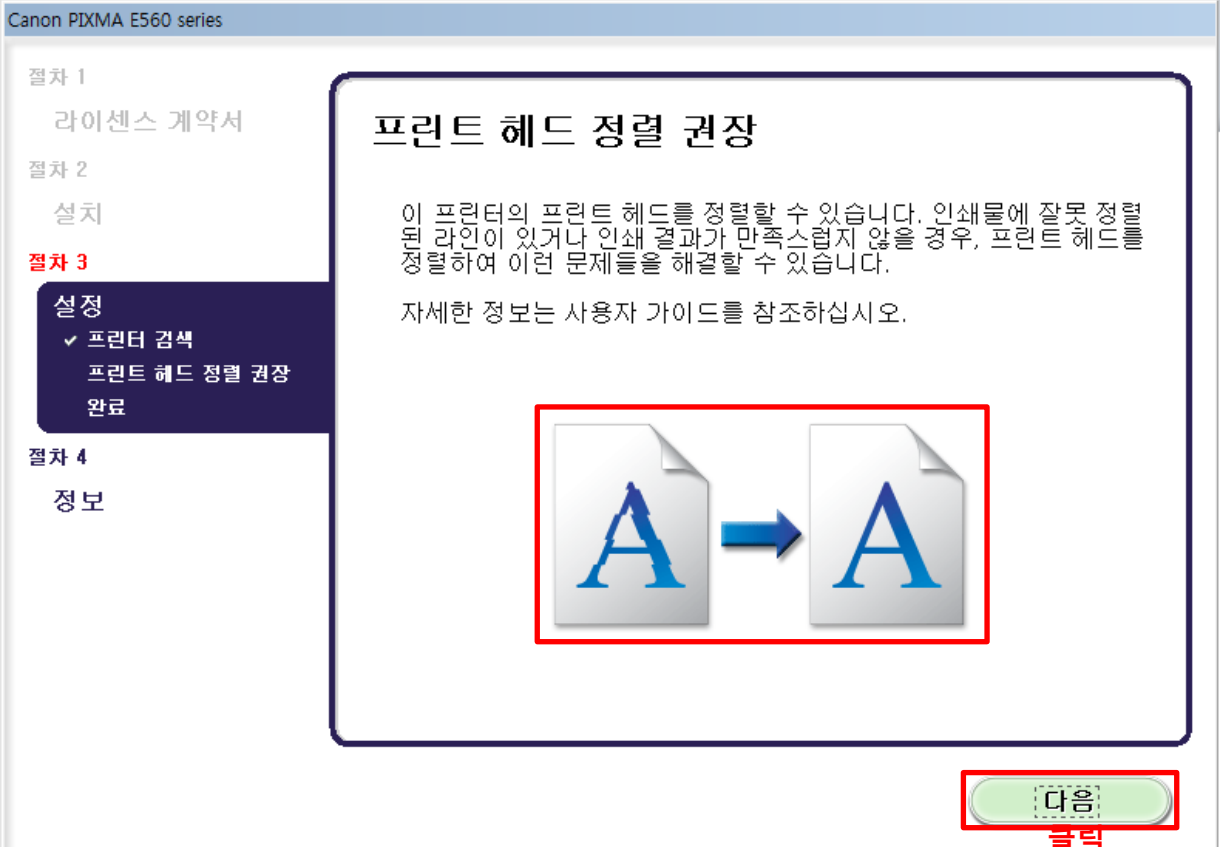 Canon PIXMA E560 series
절차 1
라이센스 계약서
절차 2
설치
절차 3
설정
✓ 프린터 검색
프린트 헤드 정렬 권장
완료
절차 4
정보
프린트 헤드 정렬 권장
이 프린터의 프린트 헤드를 정렬할 수 있습니다. 인쇄물에 잘못 정렬
된 라인이 있거나 인쇄 결과가 만족스럽지 않을 경우, 프린트 헤드를
정렬하여 이런 문제들을 해결할 수 있습니다.
자세한 정보는 사용자 가이드를 참조하십시오.
A
A
다음
클릭